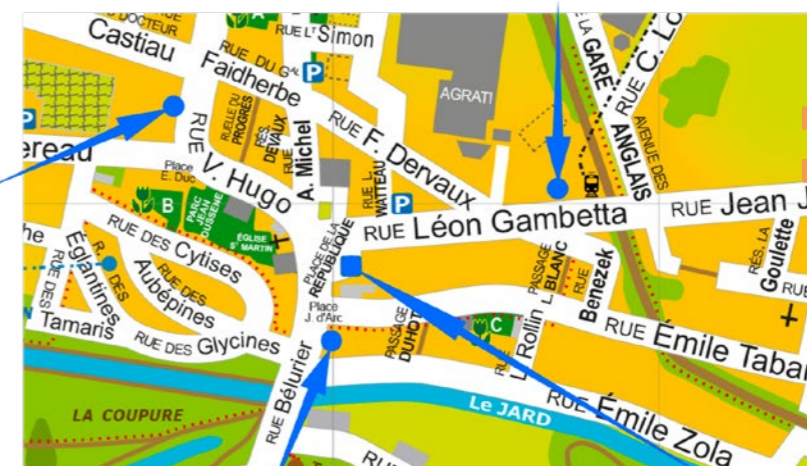 DOCTEUR
Castiau
A
RUE Lᵀ Simon
RUE DU Gᵃˡ
Faidherbe
P
P
AGRATI
LA GARE
RUE C. Lo
ANGLAIS
AVENUE DES
RUE
V. Hugo
RUELLE DU
PROGRÈS
RÉS.
DEVAUX
RUE
A. Michel
RUE F. Dervaux
RUE L.
WATTEAU
P
ereau
Place
E. Duc
B
PARC
JEAN
OUSSENE
ÉGLISE
Sᵗ MARTIN
PLACE DE LA
RÉPUBLIQUE
RUE Léon Gambetta
RUE Jean J
RÉS. LA
Goulette
RUE
RUE DES Cytises
he
RUE DES
Tamaris
R. DES
Églantines
RUE DES
Aubépines
RUE DES Glycines
Place
J. d'Arc
PASSAGE
DUHOT
C
RUE
L. Rollin
PASSAGE
L. BLANC
RUE
Benezek
RUE Émile Tabar
RUE Bélurier
LA COUPURE
Le JARD
RUE Émile Zola
RU